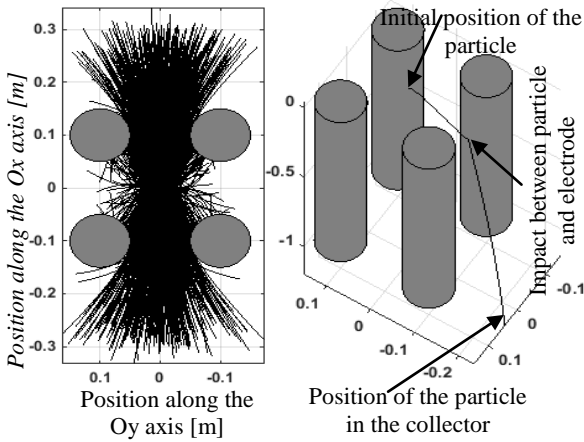 Position along the Ox axis [m]
0.3
0.2
0.1
0
-0.1
-0.2
-0.3
0.1
0
-0.1
Position along the
Oy axis [m]
Initial position of the
particle
0
-0.5
-1
0.1
0
-0.1
-0.2
0.1
0
-0.1
Impact between particle
and electrode
Position of the particle
in the collector